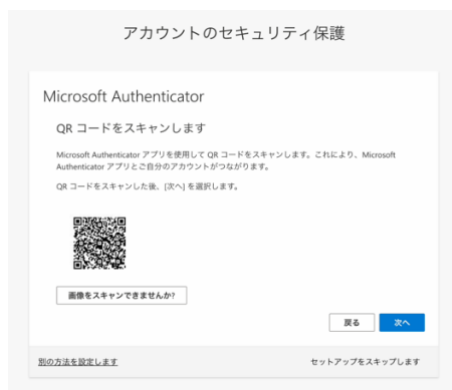 アカウントのセキュリティ保護
Microsoft Authenticator
QR コードをスキャンします
Microsoft Authenticator アプリを使用して QR コードをスキャンします。これにより、Microsoft
Authenticator アプリとご自分のアカウントがつながります。
QR コードをスキャンした後、[次へ] を選択します。
画像をスキャンできませんか?
戻る 次へ
別の方法を設定します セットアップをスキップします